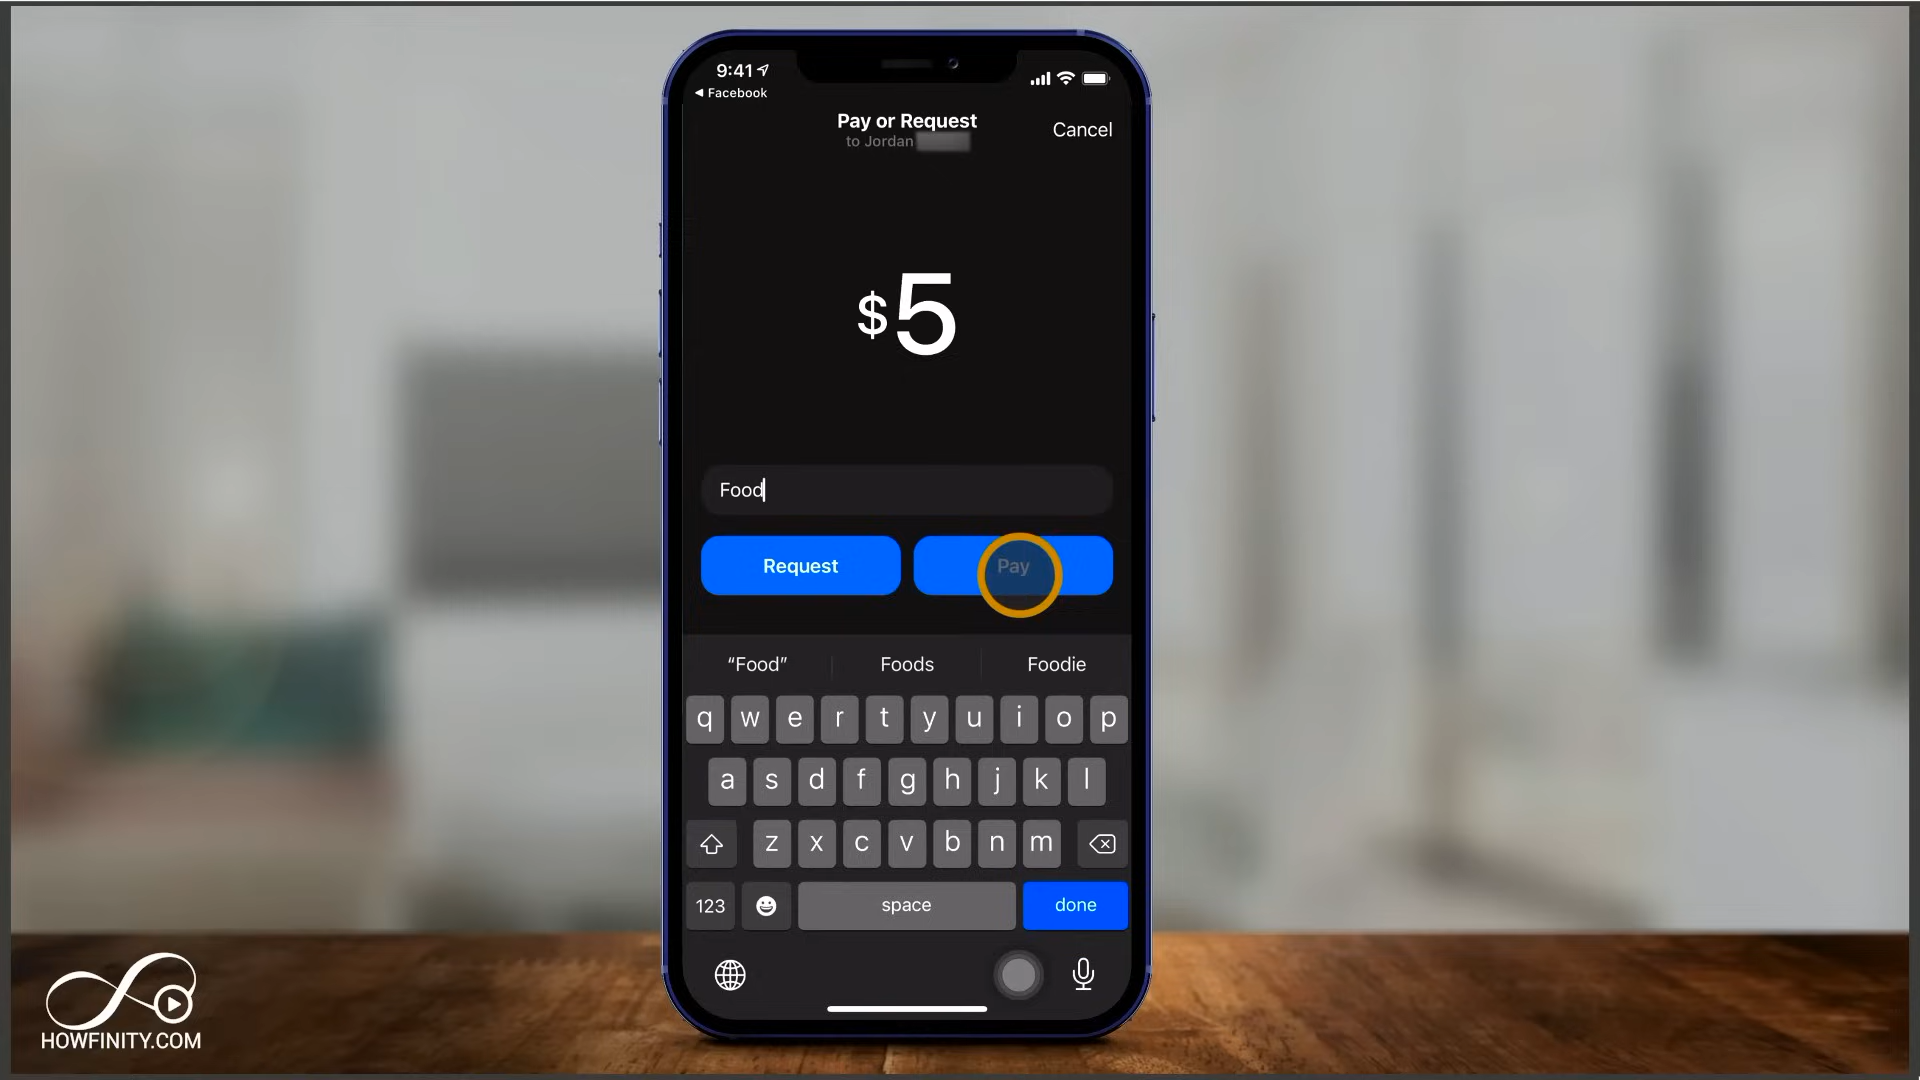 9:41
◀ Facebook
Pay or Request
to Jordan
Cancel
$5
Food
Request
Pay
“Food”
Foods
Foodie
q w e r t y u i o p
a s d f g h j k l
z x c v b n m
123
space
done
HOWFINITY.COM